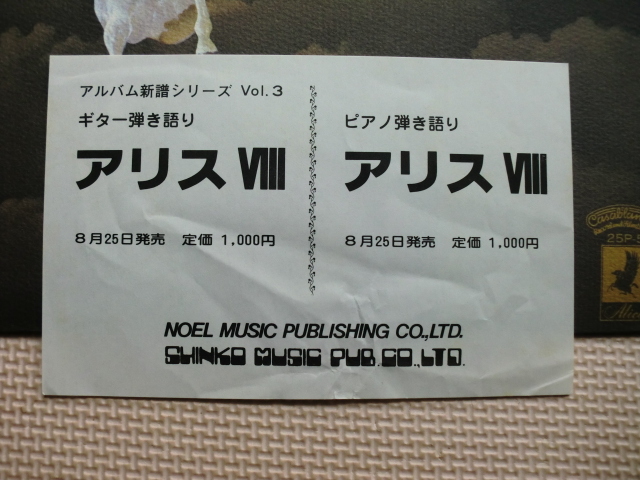 アルバム新譜シリーズ Vol.3
ギター弾き語り
アリス VIII
8月25日発売 定価 1,000円
ピアノ弾き語り
アリス VIII
8月25日発売 定価 1,000円
NOEL MUSIC PUBLISHING CO.,LTD.
SHINKO MUSIC PUB.CO.,LTD.